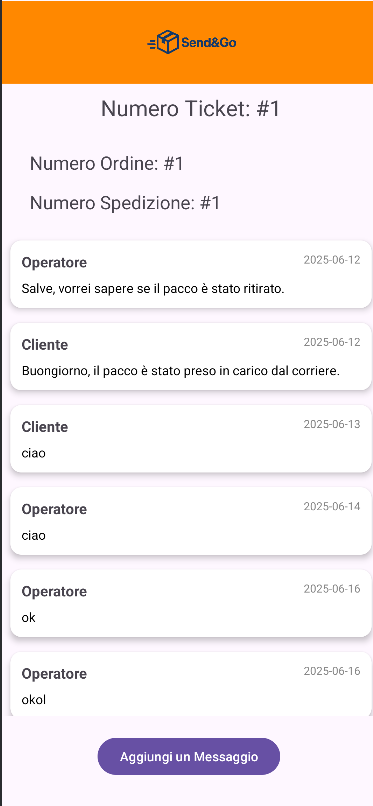 Send&Go
Numero Ticket: #1
Numero Ordine: #1
Numero Spedizione: #1
Operatore 2025-06-12
Salve, vorrei sapere se il pacco è stato ritirato.
Cliente 2025-06-12
Buongiorno, il pacco è stato preso in carico dal corriere.
Cliente 2025-06-13
ciao
Operatore 2025-06-14
ciao
Operatore 2025-06-16
ok
Operatore 2025-06-16
okol
Aggiungi un Messaggio